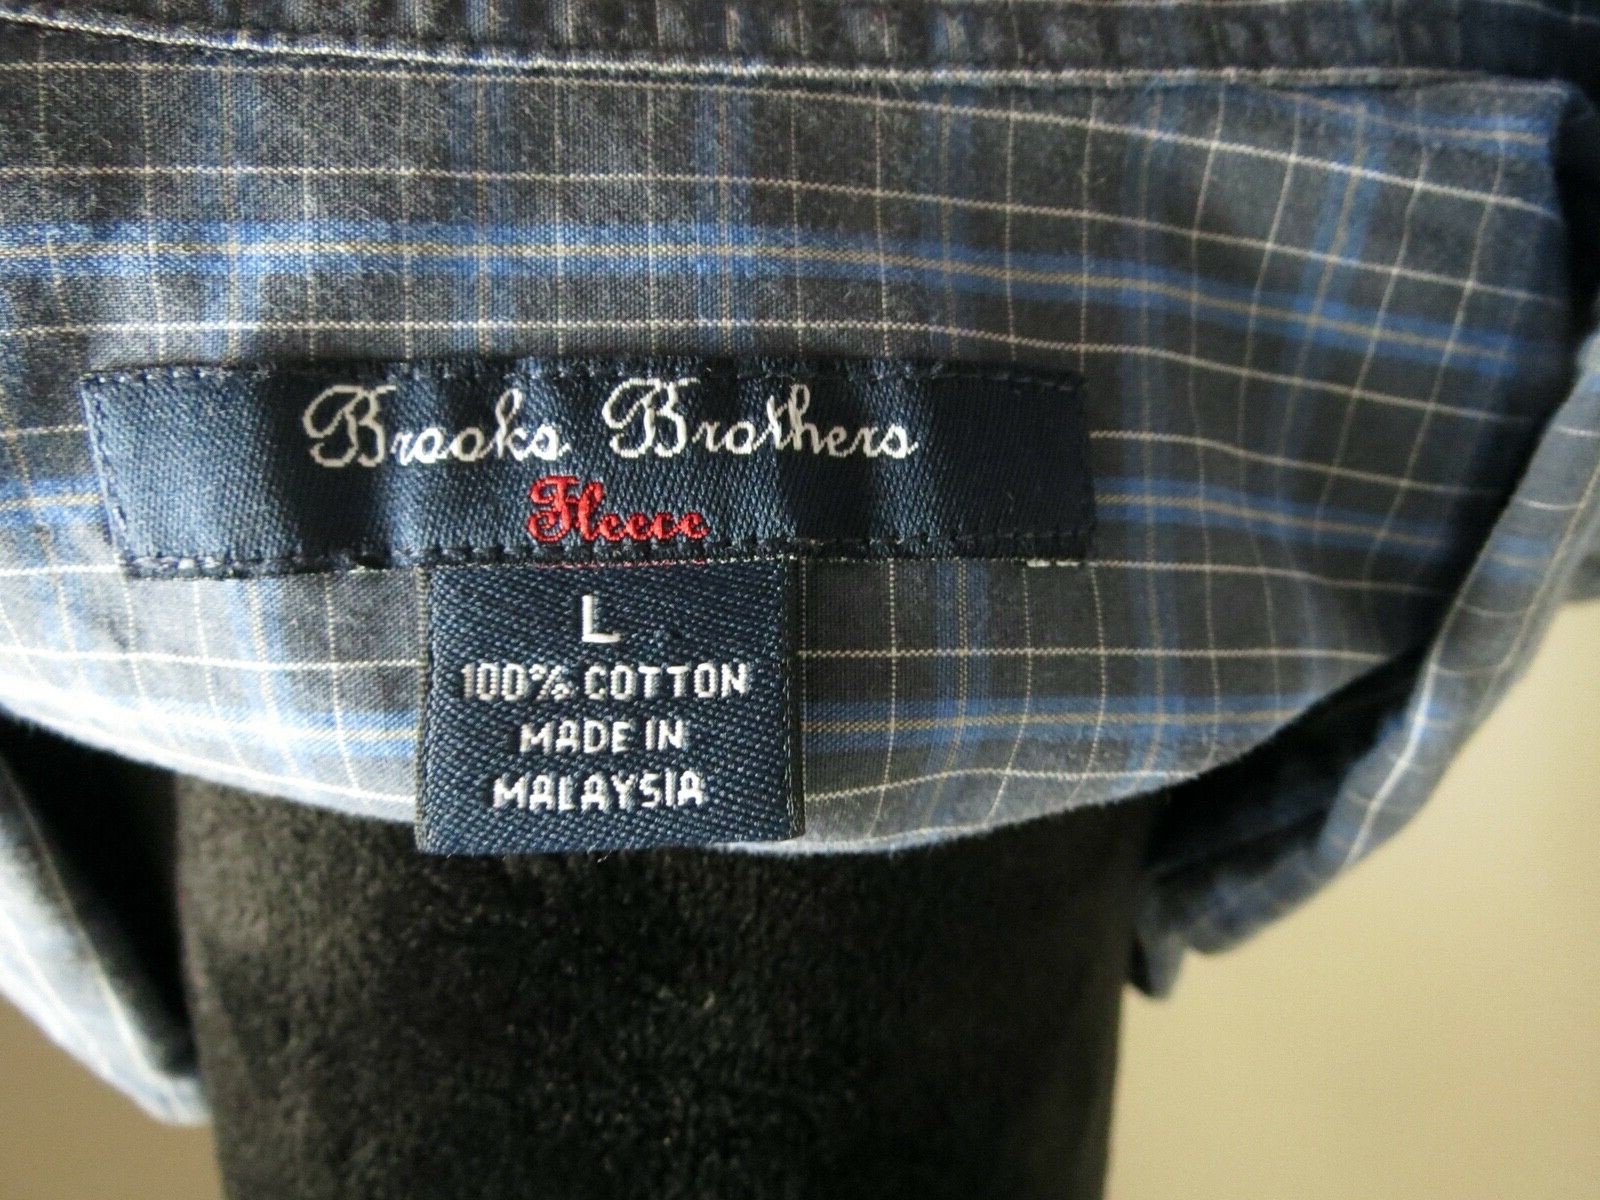 Brooks Brothers
Fleece
L
100% COTTON
MADE IN
MALAYSIA